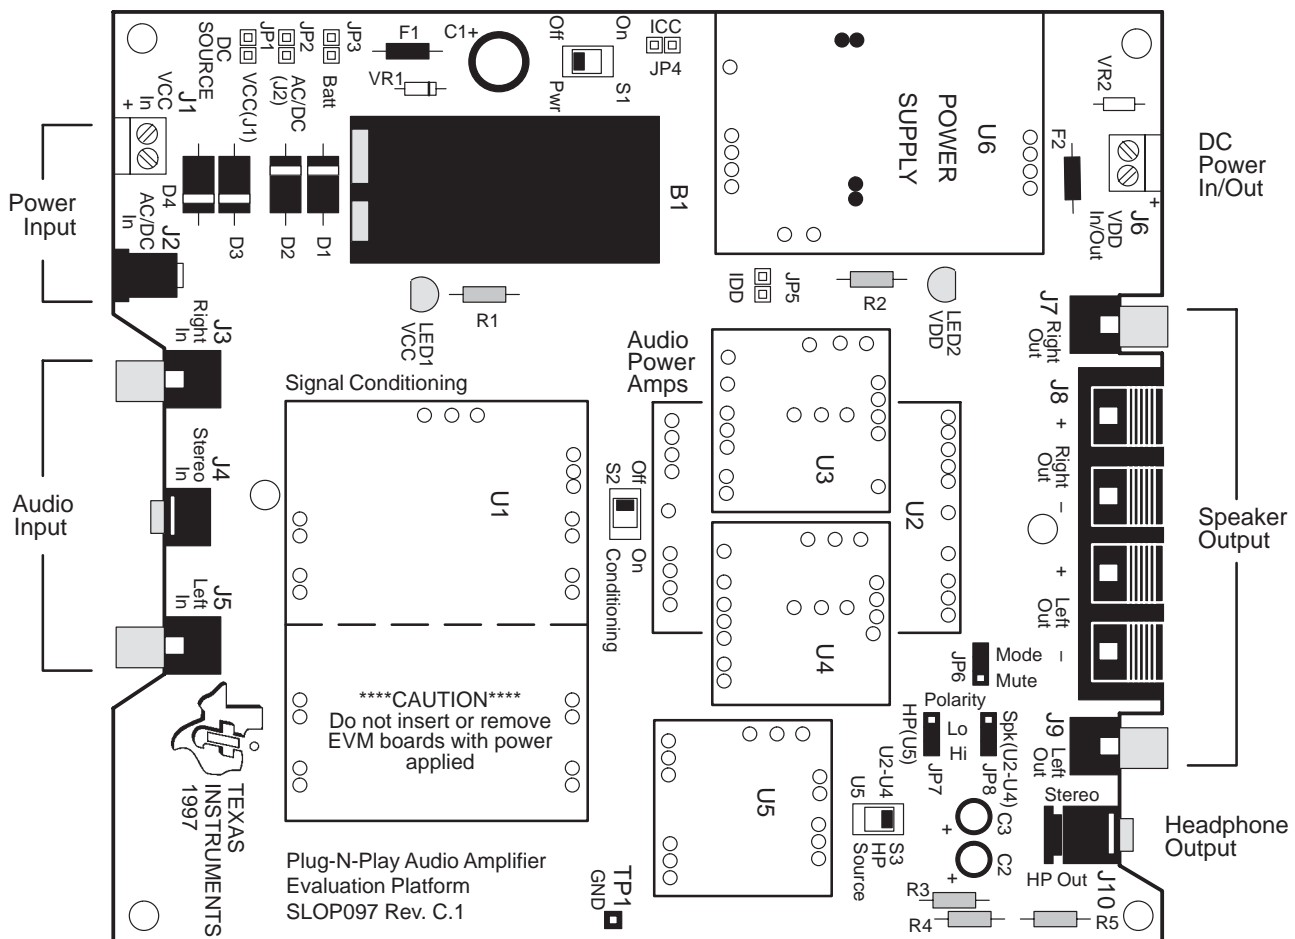 DC
SOURCE
JP1
VCC(J1)
JP2
AC/DC
(J2)
JP3
Batt
F1
VR1
C1+
Off
On
Pwr
S1
ICC
JP4
U6
POWER
SUPPLY
VR2
F2
J1
VCC
In
+
D4
D3
D2
D1
B1
J2
AC/DC
In
Power
Input
J6
VDD
In/Out
+
DC
Power
In/Out
LED1
VCC
R1
IDD
JP5
R2
LED2
VDD
J3
Right
In
J4
Stereo
In
J5
Left
In
Audio
Input
Signal Conditioning
U1
****CAUTION****
Do not insert or remove
EVM boards with power
applied
S2
Off
On
Conditioning
Audio
Power
Amps
U3
U2
U4
U5
J7
Right
Out
J8
+
Right
Out
–
+
Left
Out
–
J9
Left
Out
Speaker
Output
JP6
Mode
Mute
Polarity
HP(U5)
Lo
Hi
JP7
Spk(U2-U4)
JP8
U5
U2-U4
Source
HP
S3
+
C3
+
C2
R3
R4
R5
Stereo
HP Out
J10
Headphone
Output
TEXAS
INSTRUMENTS
1997
Plug-N-Play Audio Amplifier
Evaluation Platform
SLOP097 Rev. C.1
TP1
GND